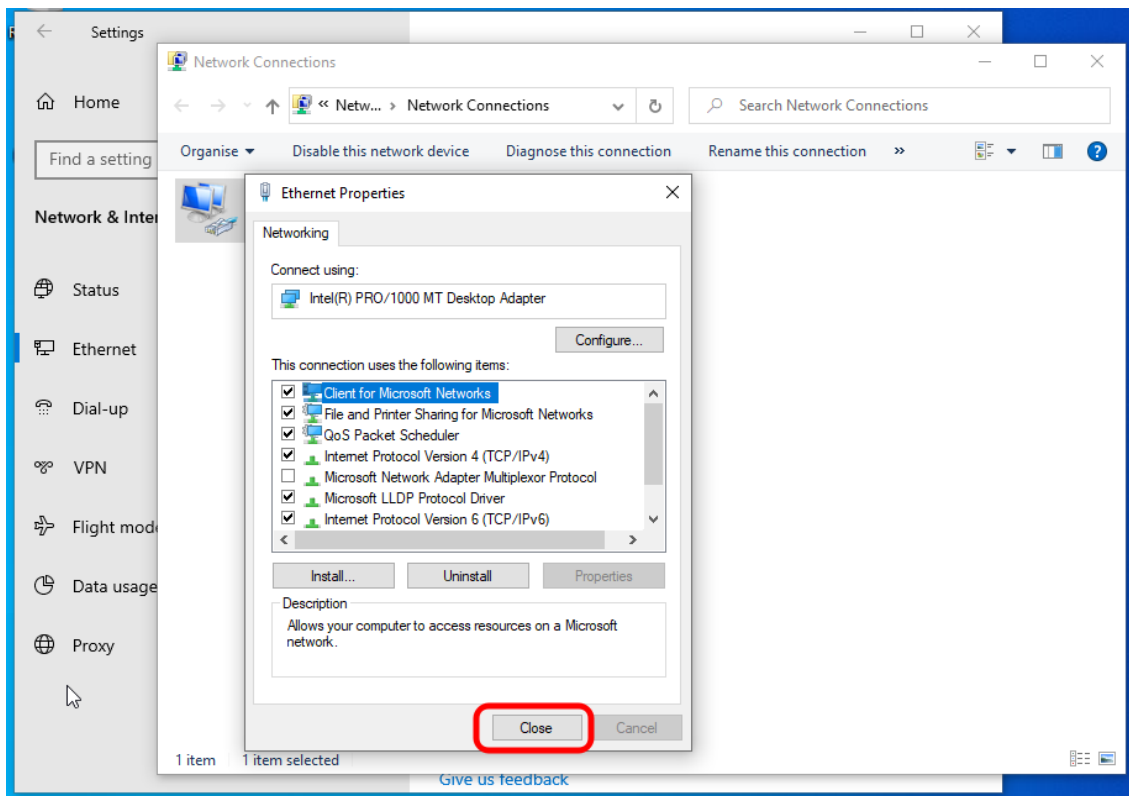 Settings
Network Connections
Home
« Netw... › Network Connections
Search Network Connections
Find a setting
Organise
Disable this network device
Diagnose this connection
Rename this connection
»
Ethernet Properties
Network & Inter
Networking
Connect using:
Status
Intel(R) PRO/1000 MT Desktop Adapter
Configure...
Ethernet
This connection uses the following items:
Client for Microsoft Networks
Dial-up
File and Printer Sharing for Microsoft Networks
QoS Packet Scheduler
Internet Protocol Version 4 (TCP/IPv4)
VPN
Microsoft Network Adapter Multiplexor Protocol
Microsoft LLDP Protocol Driver
Internet Protocol Version 6 (TCP/IPv6)
Flight mode
Install...
Uninstall
Properties
Data usage
Description
Allows your computer to access resources on a Microsoft
network.
Proxy
Close
Cancel
1 item
1 item selected
Give us feedback